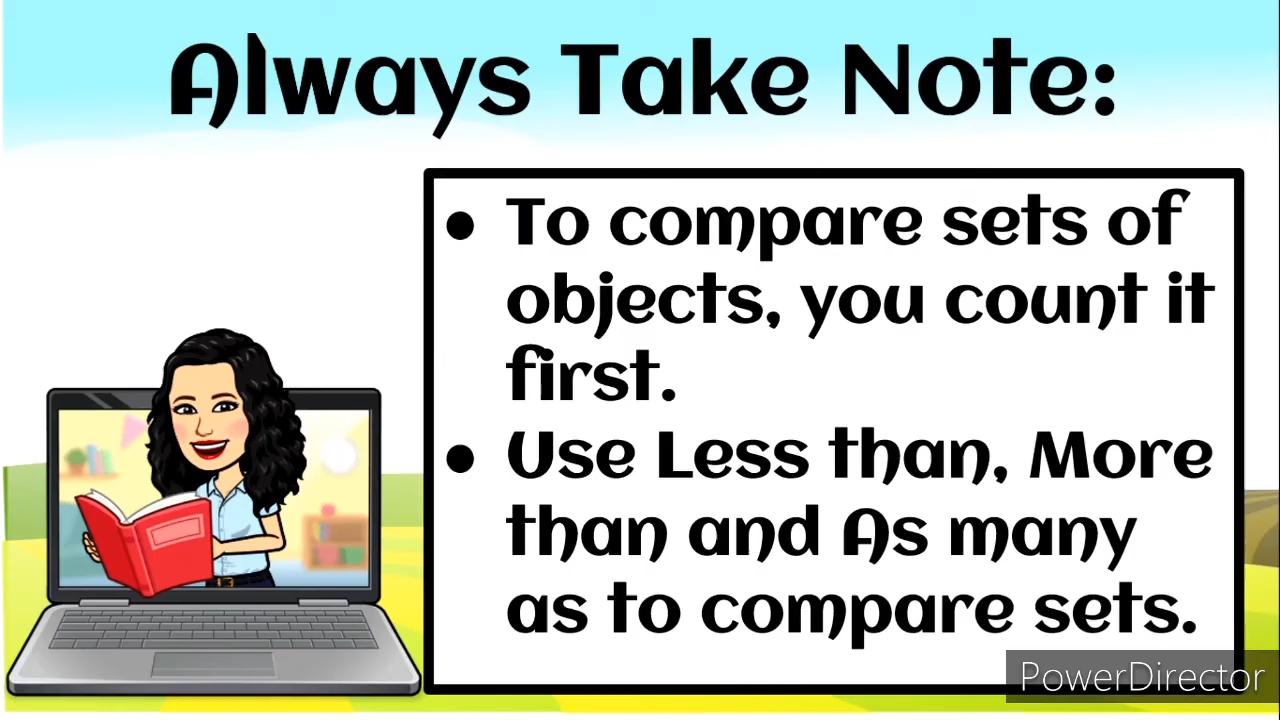 Always Take Note:
● To compare sets of
objects, you count it
first.
● Use Less than, More
than and As many
as to compare sets.
PowerDirector